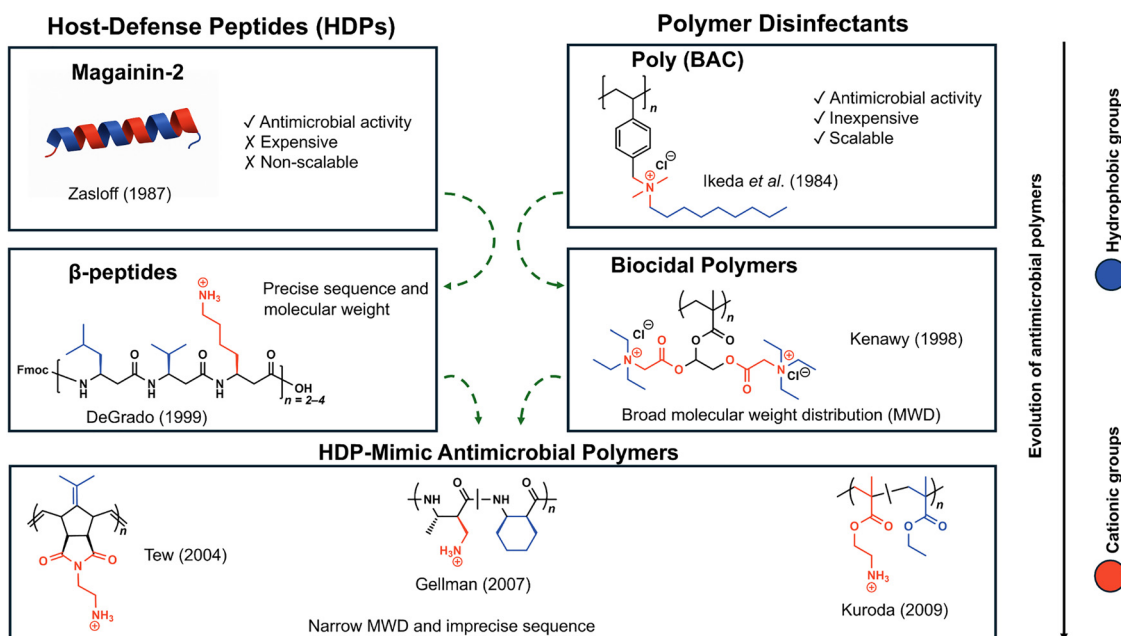 Host-Defense Peptides (HDPs)
Magainin-2
✓ Antimicrobial activity
✗ Expensive
✗ Non-scalable
Zasloff (1987)
Polymer Disinfectants
Poly (BAC)
n
✓ Antimicrobial activity
✓ Inexpensive
✓ Scalable
Cl⊖
⊕
N
Ikeda et al. (1984)
β-peptides
Precise sequence and
molecular weight
⊕
NH₃
O
O
O
Fmoc
N
H
N
H
N
H
OH
n = 2–4
DeGrado (1999)
Biocidal Polymers
n
Kenawy (1998)
Cl⊖
⊕
N
O
O
O
O
O
O
⊕
N
Cl⊖
Broad molecular weight distribution (MWD)
HDP-Mimic Antimicrobial Polymers
n
O
N
O
NH₃
⊕
Tew (2004)
NH
O
NH
O
n
H₃N
⊕
Gellman (2007)
Narrow MWD and imprecise sequence
n
O
O
O
O
NH₃
⊕
Kuroda (2009)
Evolution of antimicrobial polymers
Hydrophobic groups
Cationic groups